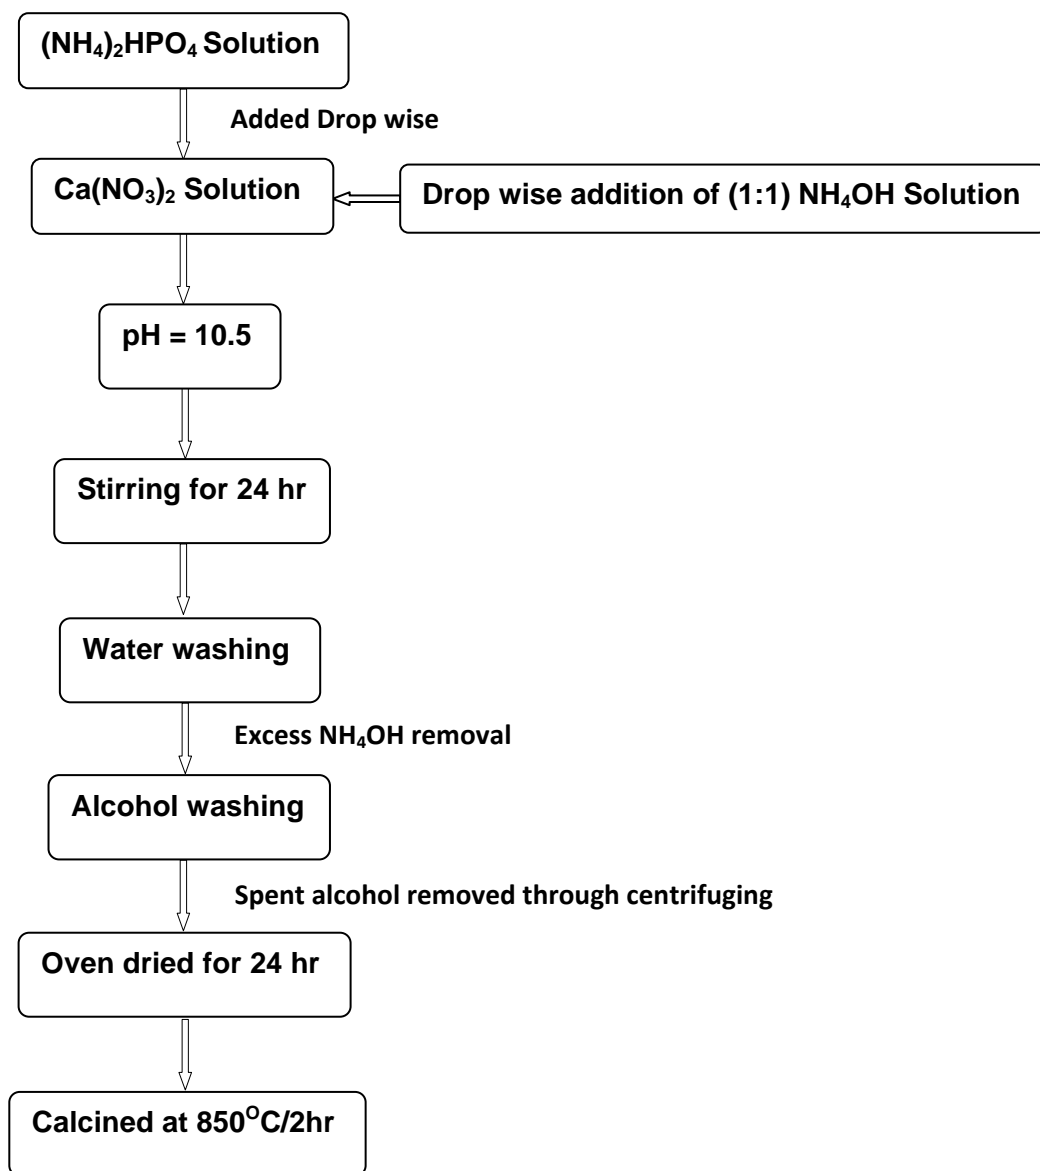 (NH₄)₂HPO₄ Solution
Added Drop wise
Ca(NO₃)₂ Solution
Drop wise addition of (1:1) NH₄OH Solution
pH = 10.5
Stirring for 24 hr
Water washing
Excess NH₄OH removal
Alcohol washing
Spent alcohol removed through centrifuging
Oven dried for 24 hr
Calcined at 850ᴼC/2hr